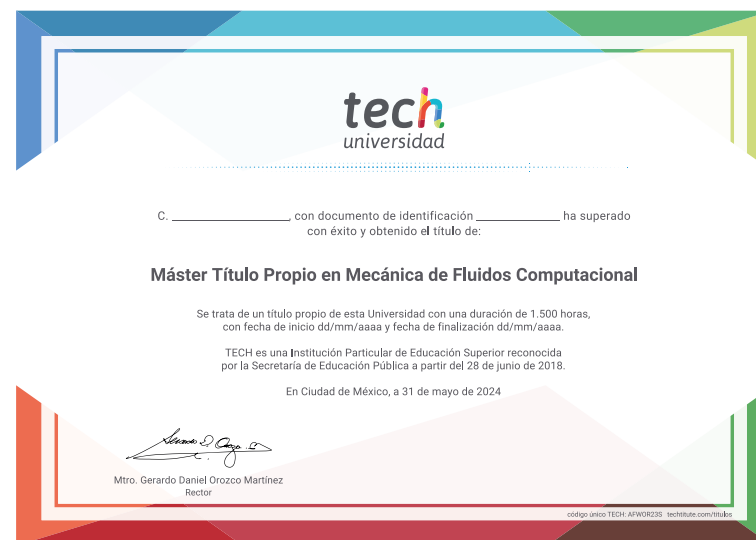 tech
universidad
C. ___________________, con documento de identificación ______________ ha superado
con éxito y obtenido el título de:
Máster Título Propio en Mecánica de Fluidos Computacional
Se trata de un título propio de esta Universidad con una duración de 1.500 horas,
con fecha de inicio dd/mm/aaaa y fecha de finalización dd/mm/aaaa.
TECH es una Institución Particular de Educación Superior reconocida
por la Secretaría de Educación Pública a partir del 28 de junio de 2018.
En Ciudad de México, a 31 de mayo de 2024
Mtro. Gerardo Daniel Orozco Martínez
Rector
código único TECH: AFWOR23S techtitute.com/titulos